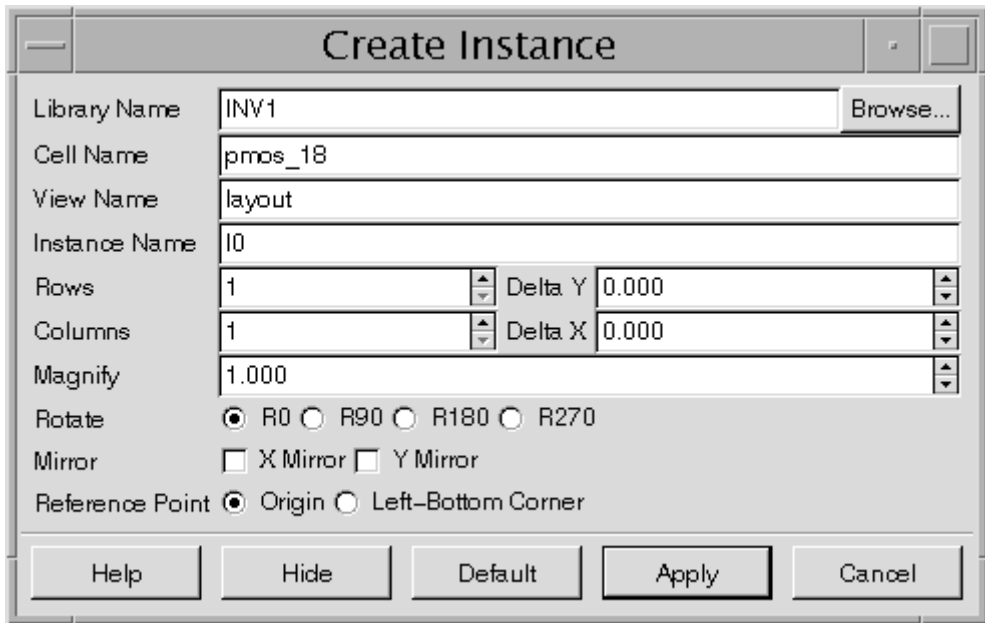 Create Instance
Library Name INV1 Browse...
Cell Name pmos_18
View Name layout
Instance Name I0
Rows 1 Delta Y 0.000
Columns 1 Delta X 0.000
Magnify 1.000
Rotate R0 R90 R180 R270
Mirror X Mirror Y Mirror
Reference Point Origin Left-Bottom Corner
Help Hide Default Apply Cancel